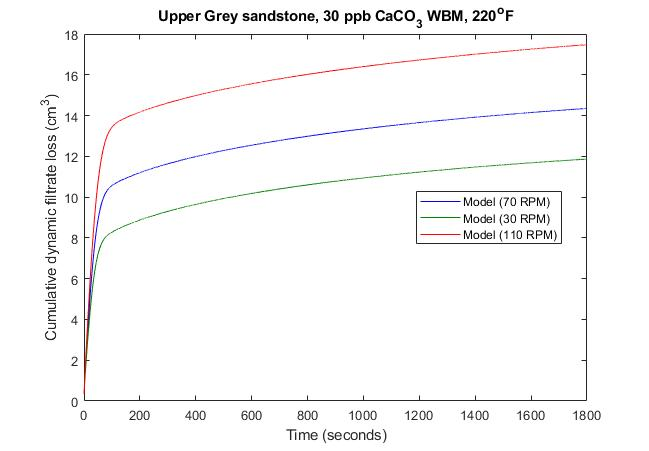 Upper Grey sandstone, 30 ppb CaCO3 WBM, 220°F
Cumulative dynamic filtrate loss (cm3)
18
16
14
12
10
8
6
4
2
0
Model (70 RPM)
Model (30 RPM)
Model (110 RPM)
0 200 400 600 800 1000 1200 1400 1600 1800
Time (seconds)